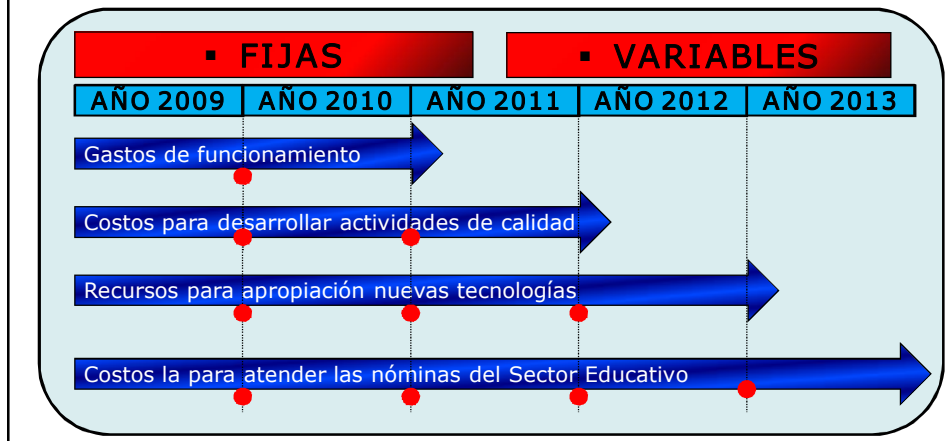 ▪ FIJAS
▪ VARIABLES
AÑO 2009 AÑO 2010 AÑO 2011 AÑO 2012 AÑO 2013
Gastos de funcionamiento
Costos para desarrollar actividades de calidad
Recursos para apropiación nuevas tecnologías
Costos la para atender las nóminas del Sector Educativo